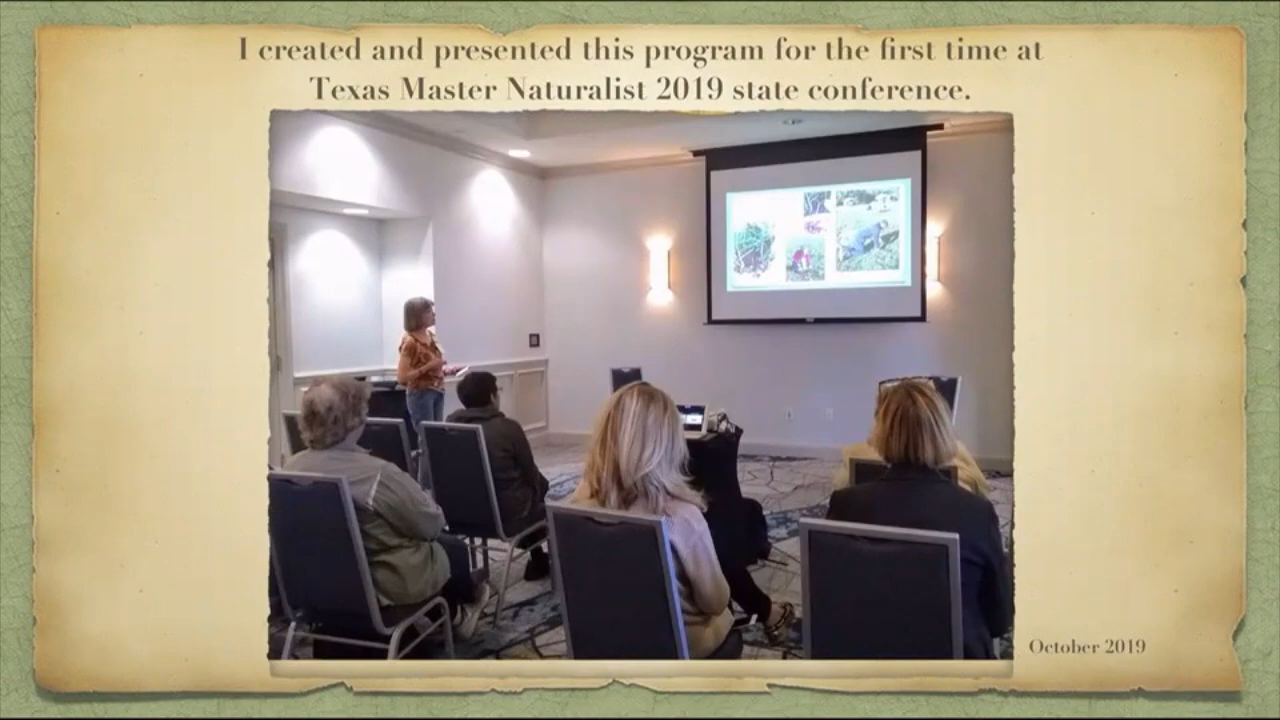 I created and presented this program for the first time at
Texas Master Naturalist 2019 state conference.
October 2019